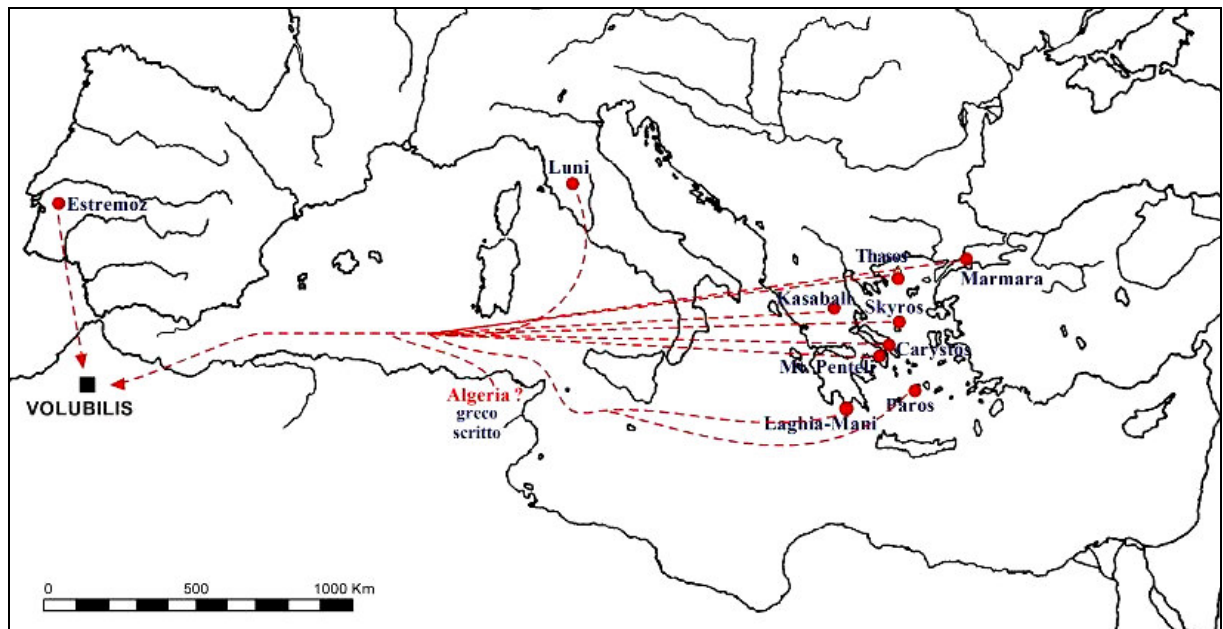 Luni
Estremoz
Thasos
Marmara
Kasabali
Skyros
Carystos
Mt. Penteli
Paros
Laghia-Mani
Algeria ?
greco
scritto
VOLUBILIS
0 500 1000 Km